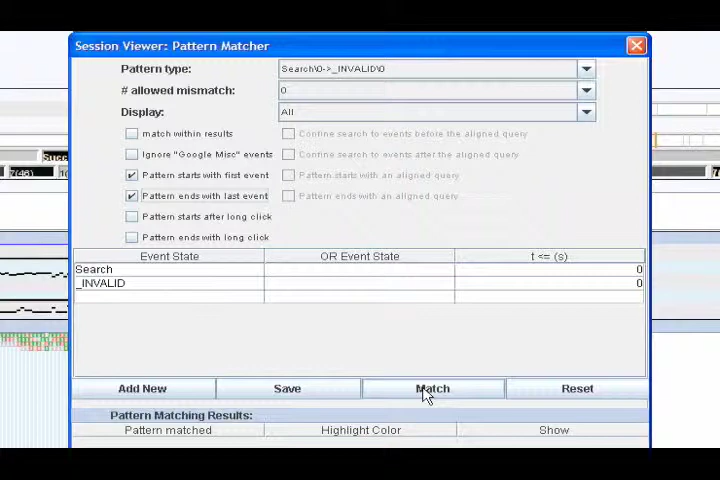 Session Viewer: Pattern Matcher
Pattern type: Search\0->_INVALID\0
# allowed mismatch: 0
Display: All
match within results Confine search to events before the aligned query
Ignore "Google Misc" events Confine search to events after the aligned query
Pattern starts with first event Pattern starts with an aligned query
Pattern ends with last event Pattern ends with an aligned query
Pattern starts after long click
Pattern ends with long click
Event State OR Event State t <= (s)
Search 0
_INVALID 0
Add New Save Match Reset
Pattern Matching Results:
Pattern matched Highlight Color Show
7(46)